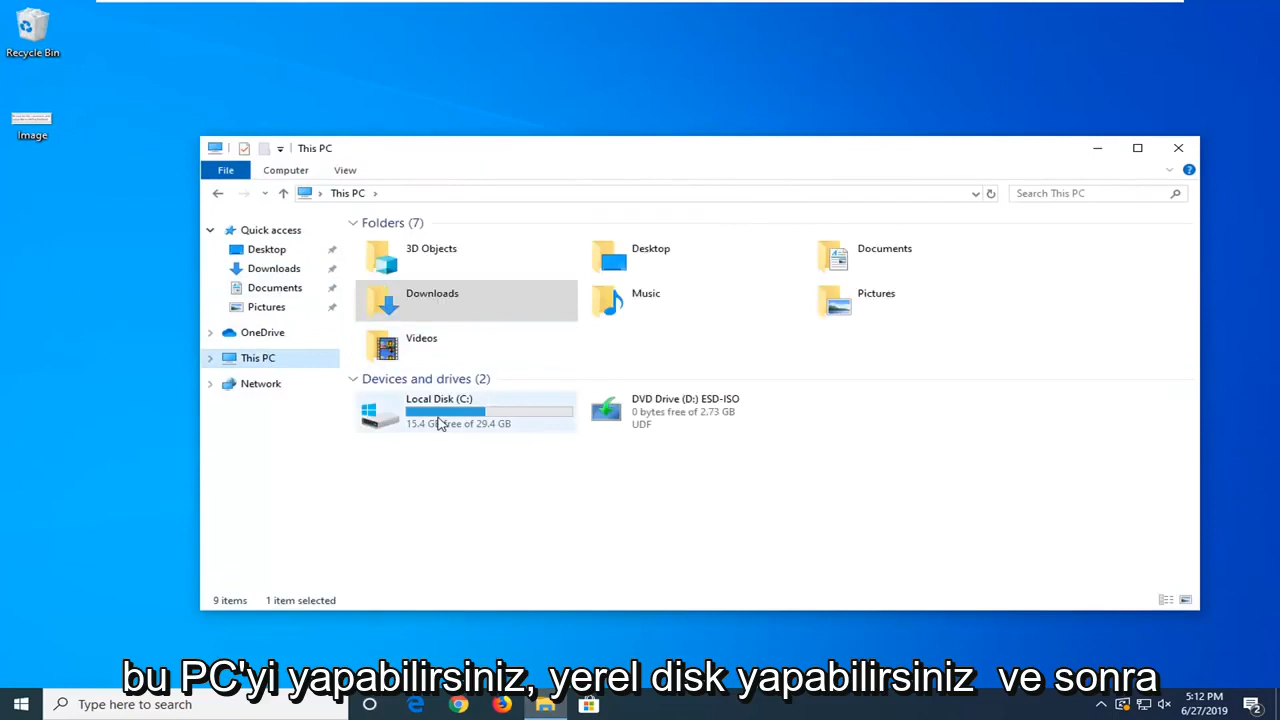 Recycle Bin
Image
This PC
File
Computer
View
This PC
Search This PC
Quick access
Desktop
Downloads
Documents
Pictures
OneDrive
This PC
Network
Folders (7)
3D Objects
Desktop
Documents
Downloads
Music
Pictures
Videos
Devices and drives (2)
Local Disk (C:)
15.4 GB free of 29.4 GB
DVD Drive (D:) ESD-ISO
0 bytes free of 2.73 GB
UDF
9 items
1 item selected
bu PC'yi yapabilirsiniz, yerel disk yapabilirsiniz ve sonra
Type here to search
5:12 PM
6/27/2019
2